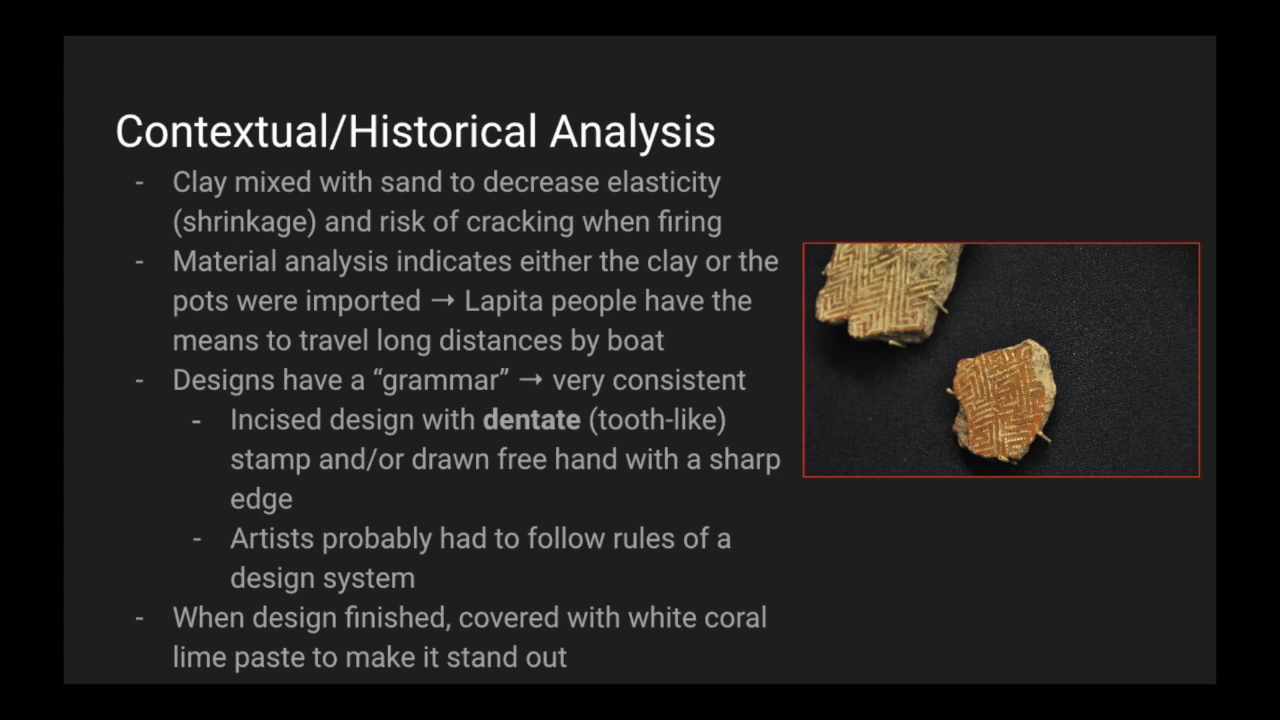 Contextual/Historical Analysis
- Clay mixed with sand to decrease elasticity
(shrinkage) and risk of cracking when firing
- Material analysis indicates either the clay or the
pots were imported → Lapita people have the
means to travel long distances by boat
- Designs have a “grammar” → very consistent
- Incised design with dentate (tooth-like)
stamp and/or drawn free hand with a sharp
edge
- Artists probably had to follow rules of a
design system
- When design finished, covered with white coral
lime paste to make it stand out